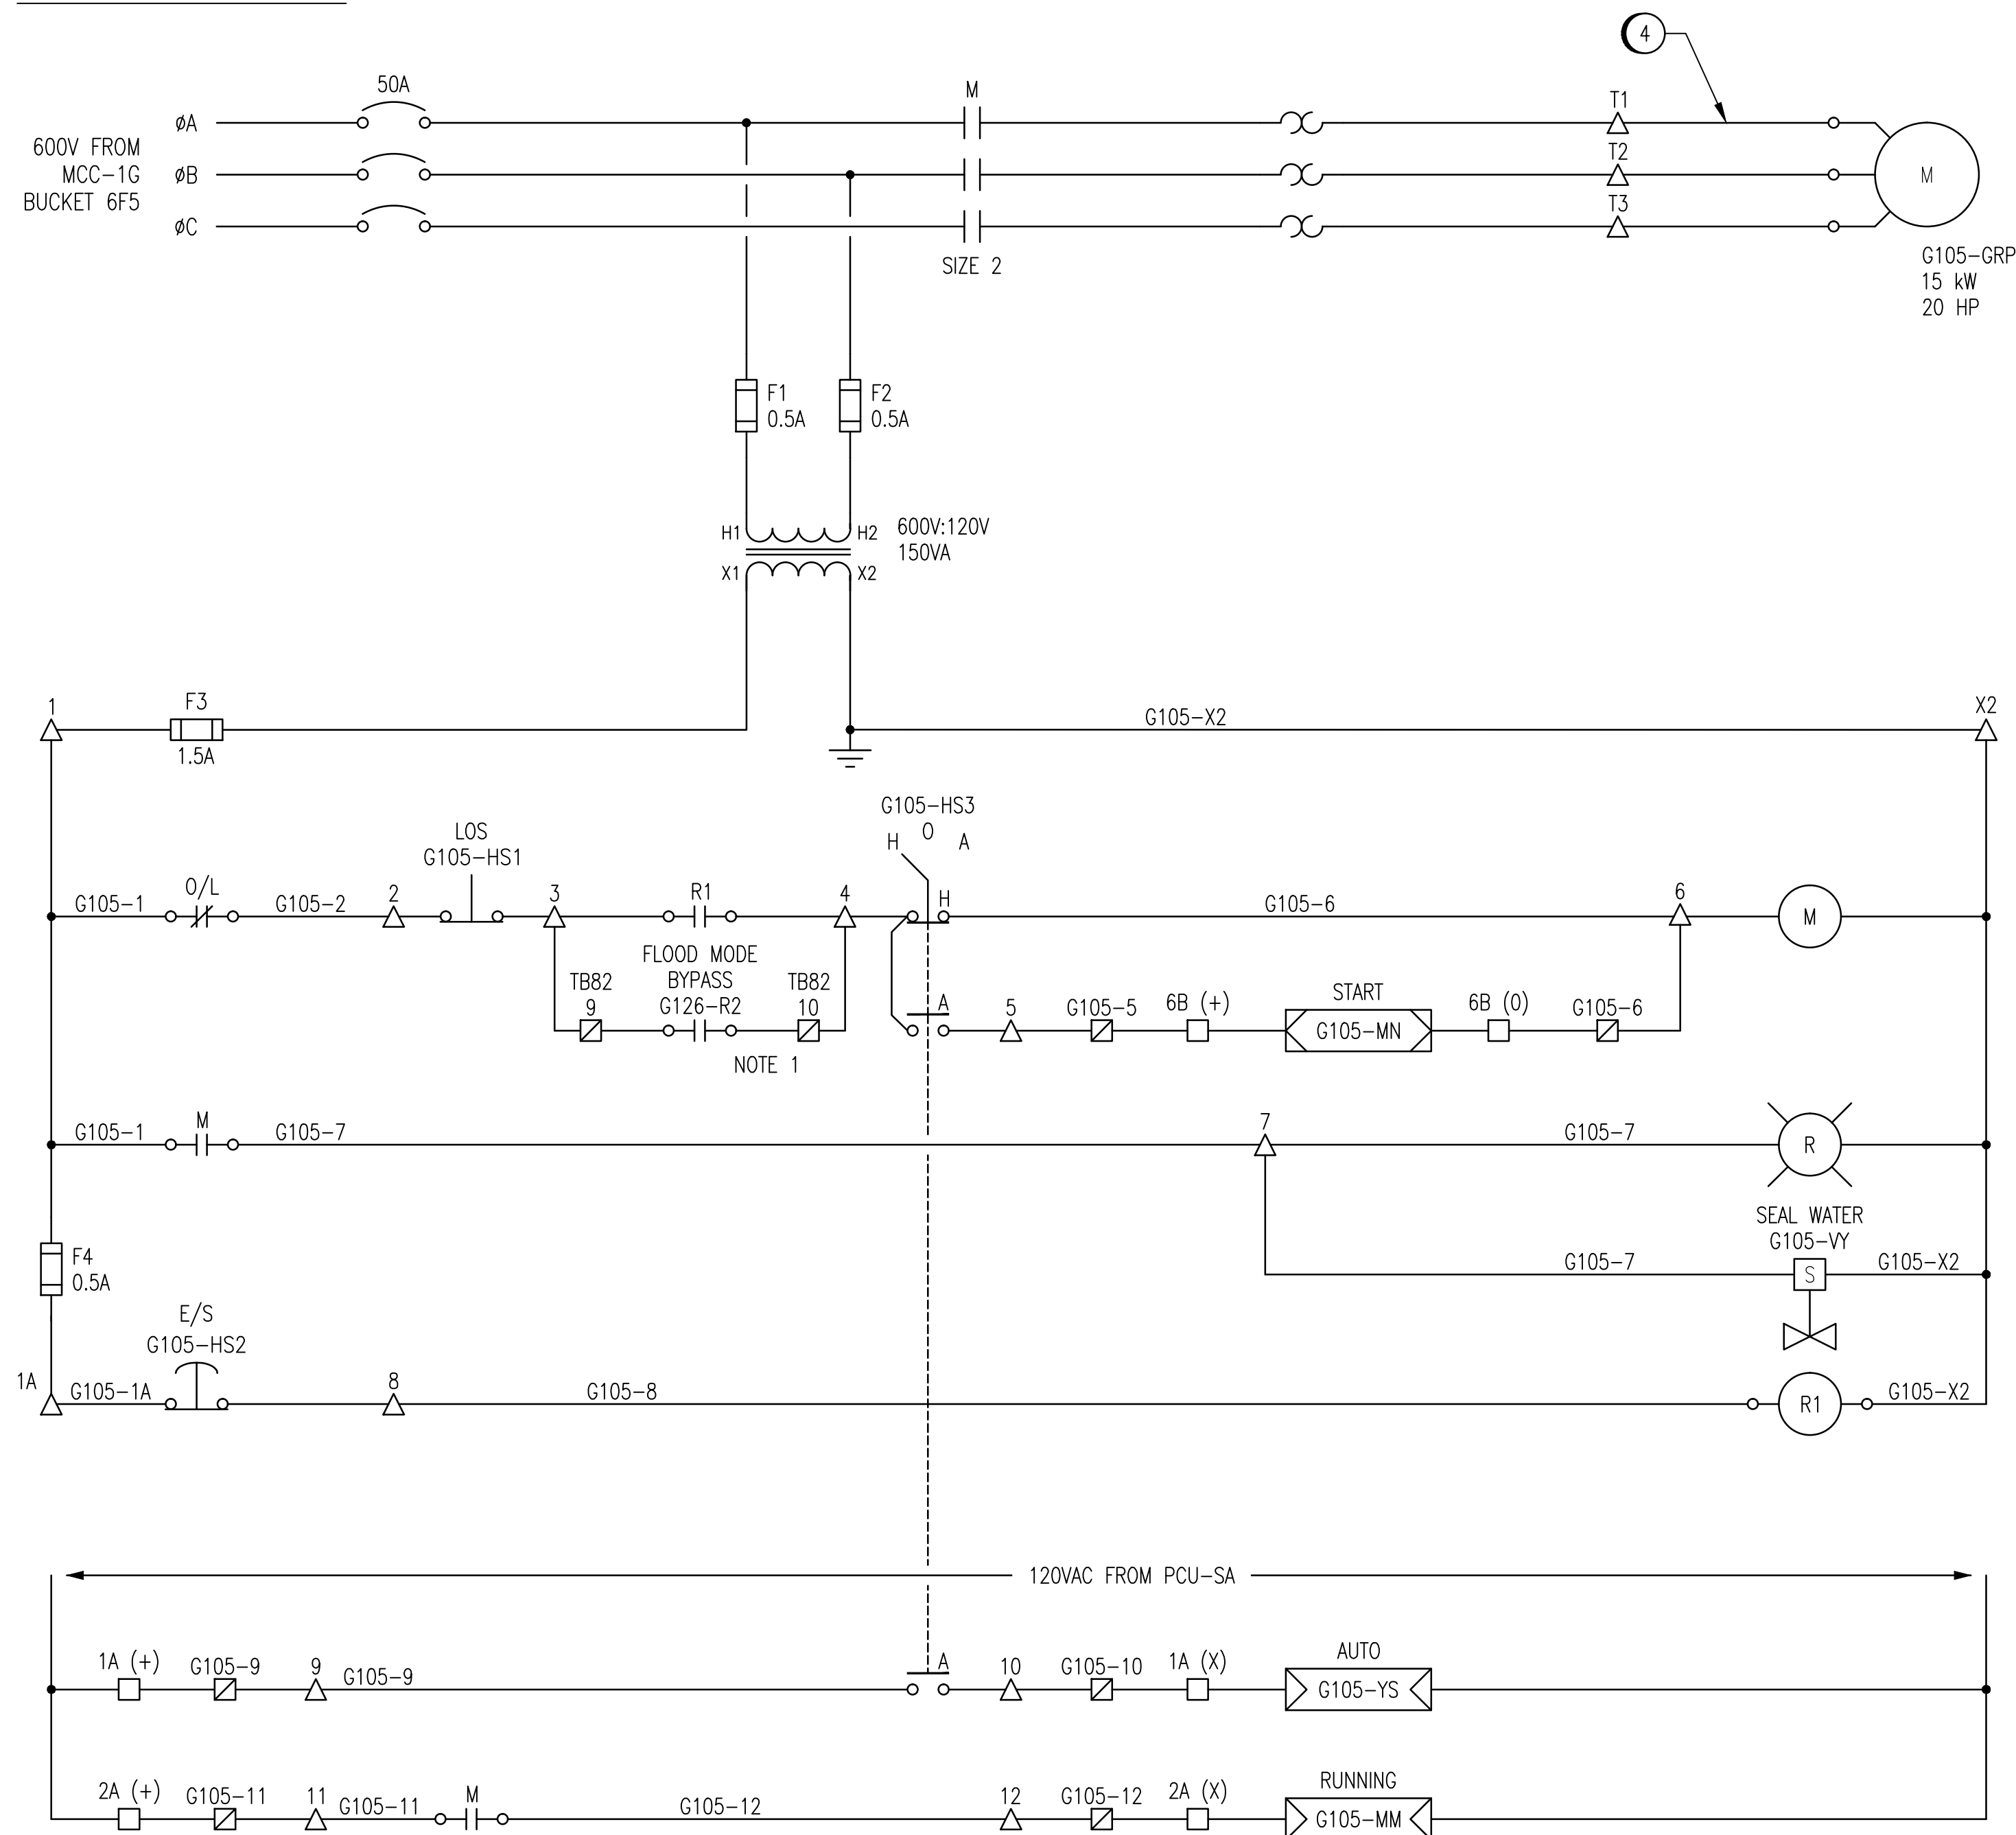 4
50A
M
T1
600V FROM
MCC-1G
BUCKET 6F5
øA
øB
øC
T2
T3
M
SIZE 2
G105-GRP
15 kW
20 HP
F1
0.5A
F2
0.5A
H1
H2
600V:120V
150VA
X1
X2
1
F3
1.5A
G105-X2
X2
G105-HS3
H O A
LOS
G105-HS1
G105-1
O/L
G105-2
2
3
R1
4
H
G105-6
6
M
FLOOD MODE
BYPASS
G126-R2
TB82
9
TB82
10
NOTE 1
A
5
G105-5
6B (+)
START
G105-MN
6B (0)
G105-6
G105-1
M
G105-7
7
G105-7
R
SEAL WATER
G105-VY
G105-7
S
G105-X2
F4
0.5A
E/S
G105-HS2
1A
G105-1A
8
G105-8
R1
G105-X2
120VAC FROM PCU-SA
1A (+)
G105-9
9
G105-9
A
10
G105-10
1A (X)
AUTO
G105-YS
2A (+)
G105-11
11
G105-11
M
G105-12
12
G105-12
2A (X)
RUNNING
G105-MM